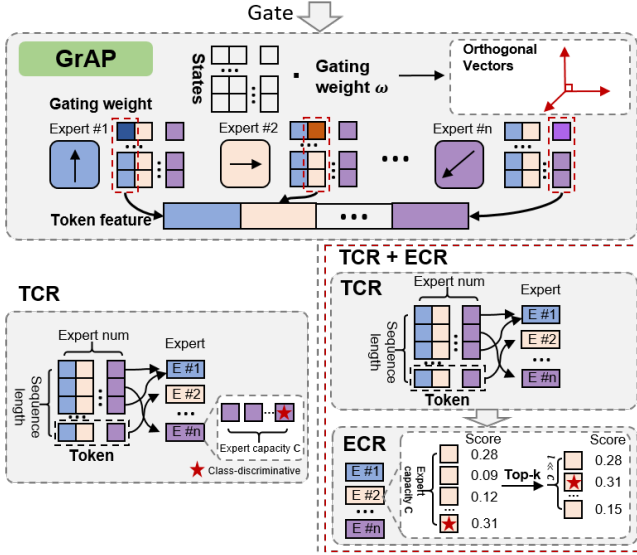 Gate
GrAP
States
Gating
weight ω
Orthogonal
Vectors
Gating weight
Expert #1
Expert #2
Expert #n
Token feature
TCR
Expert num
Expert
Sequence
length
E #1
E #2
E #n
Token
Expert capacity C
Class-discriminative
TCR + ECR
TCR
Expert num
Expert
Sequence
length
E #1
E #2
E #n
Token
ECR
E #1
E #2
E #n
Expert
capacity C
Score
0.28
0.09
0.12
0.31
Top-k
l ≪ c
Score
0.28
0.31
0.15